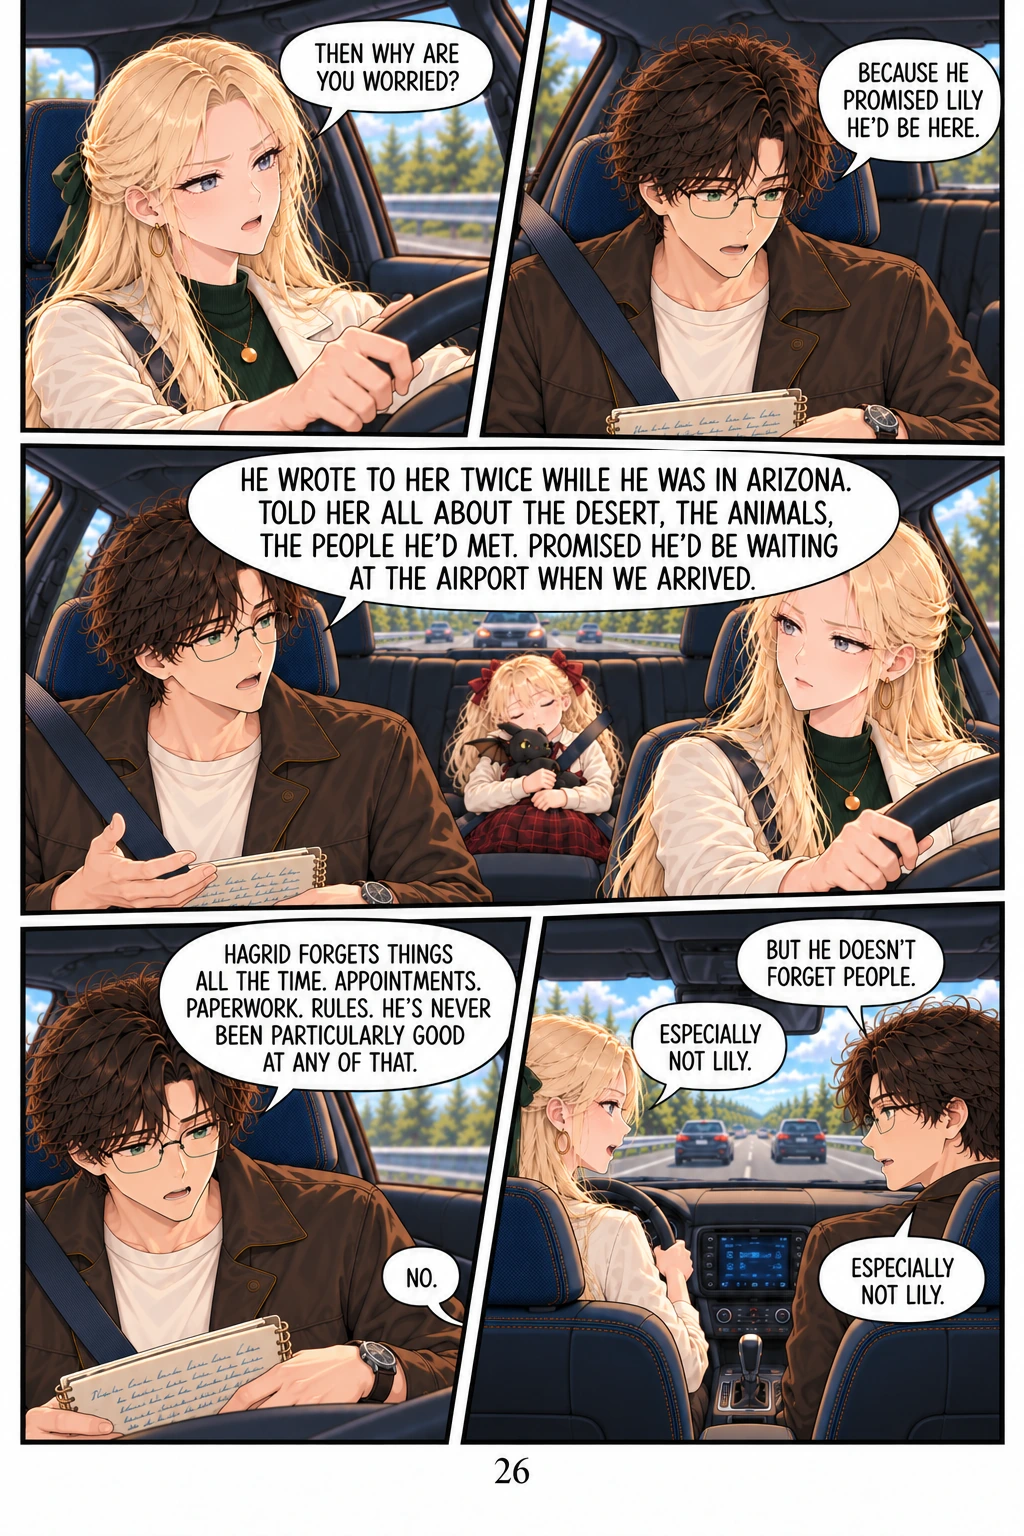 THEN WHY ARE
YOU WORRIED?
BECAUSE HE
PROMISED LILY
HE'D BE HERE.
HE WROTE TO HER TWICE WHILE HE WAS IN ARIZONA.
TOLD HER ALL ABOUT THE DESERT, THE ANIMALS,
THE PEOPLE HE'D MET. PROMISED HE'D BE WAITING
AT THE AIRPORT WHEN WE ARRIVED.
HAGRID FORGETS THINGS
ALL THE TIME. APPOINTMENTS.
PAPERWORK. RULES. HE'S NEVER
BEEN PARTICULARLY GOOD
AT ANY OF THAT.
NO.
BUT HE DOESN'T
FORGET PEOPLE.
ESPECIALLY
NOT LILY.
ESPECIALLY
NOT LILY.
26